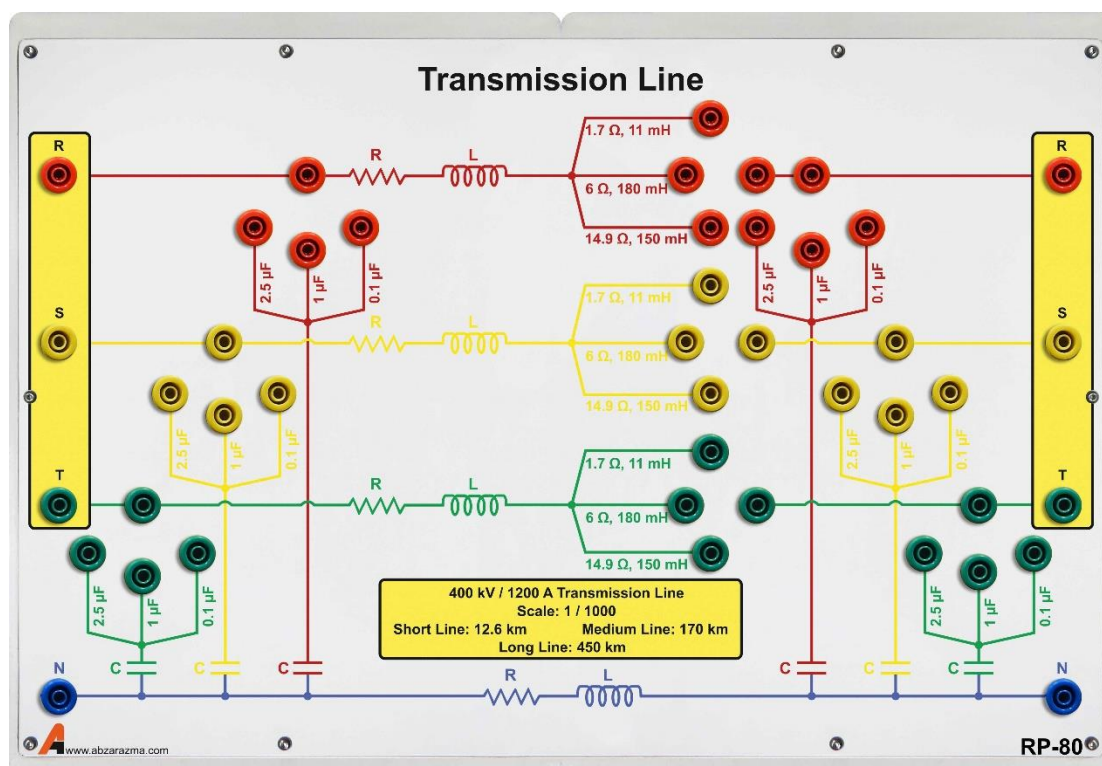 Transmission Line
R
R
L
1.7 Ω, 11 mH
6 Ω, 180 mH
14.9 Ω, 150 mH
R
2.5 µF
1 µF
0.1 µF
2.5 µF
1 µF
0.1 µF
S
R
L
1.7 Ω, 11 mH
6 Ω, 180 mH
14.9 Ω, 150 mH
S
2.5 µF
1 µF
0.1 µF
2.5 µF
1 µF
0.1 µF
T
R
L
1.7 Ω, 11 mH
6 Ω, 180 mH
14.9 Ω, 150 mH
T
2.5 µF
1 µF
0.1 µF
2.5 µF
1 µF
0.1 µF
400 kV / 1200 A Transmission Line
Scale: 1 / 1000
Short Line: 12.6 km Medium Line: 170 km
Long Line: 450 km
N
C
C
C
R
L
C
C
C
N
www.abzarazma.com
RP-80